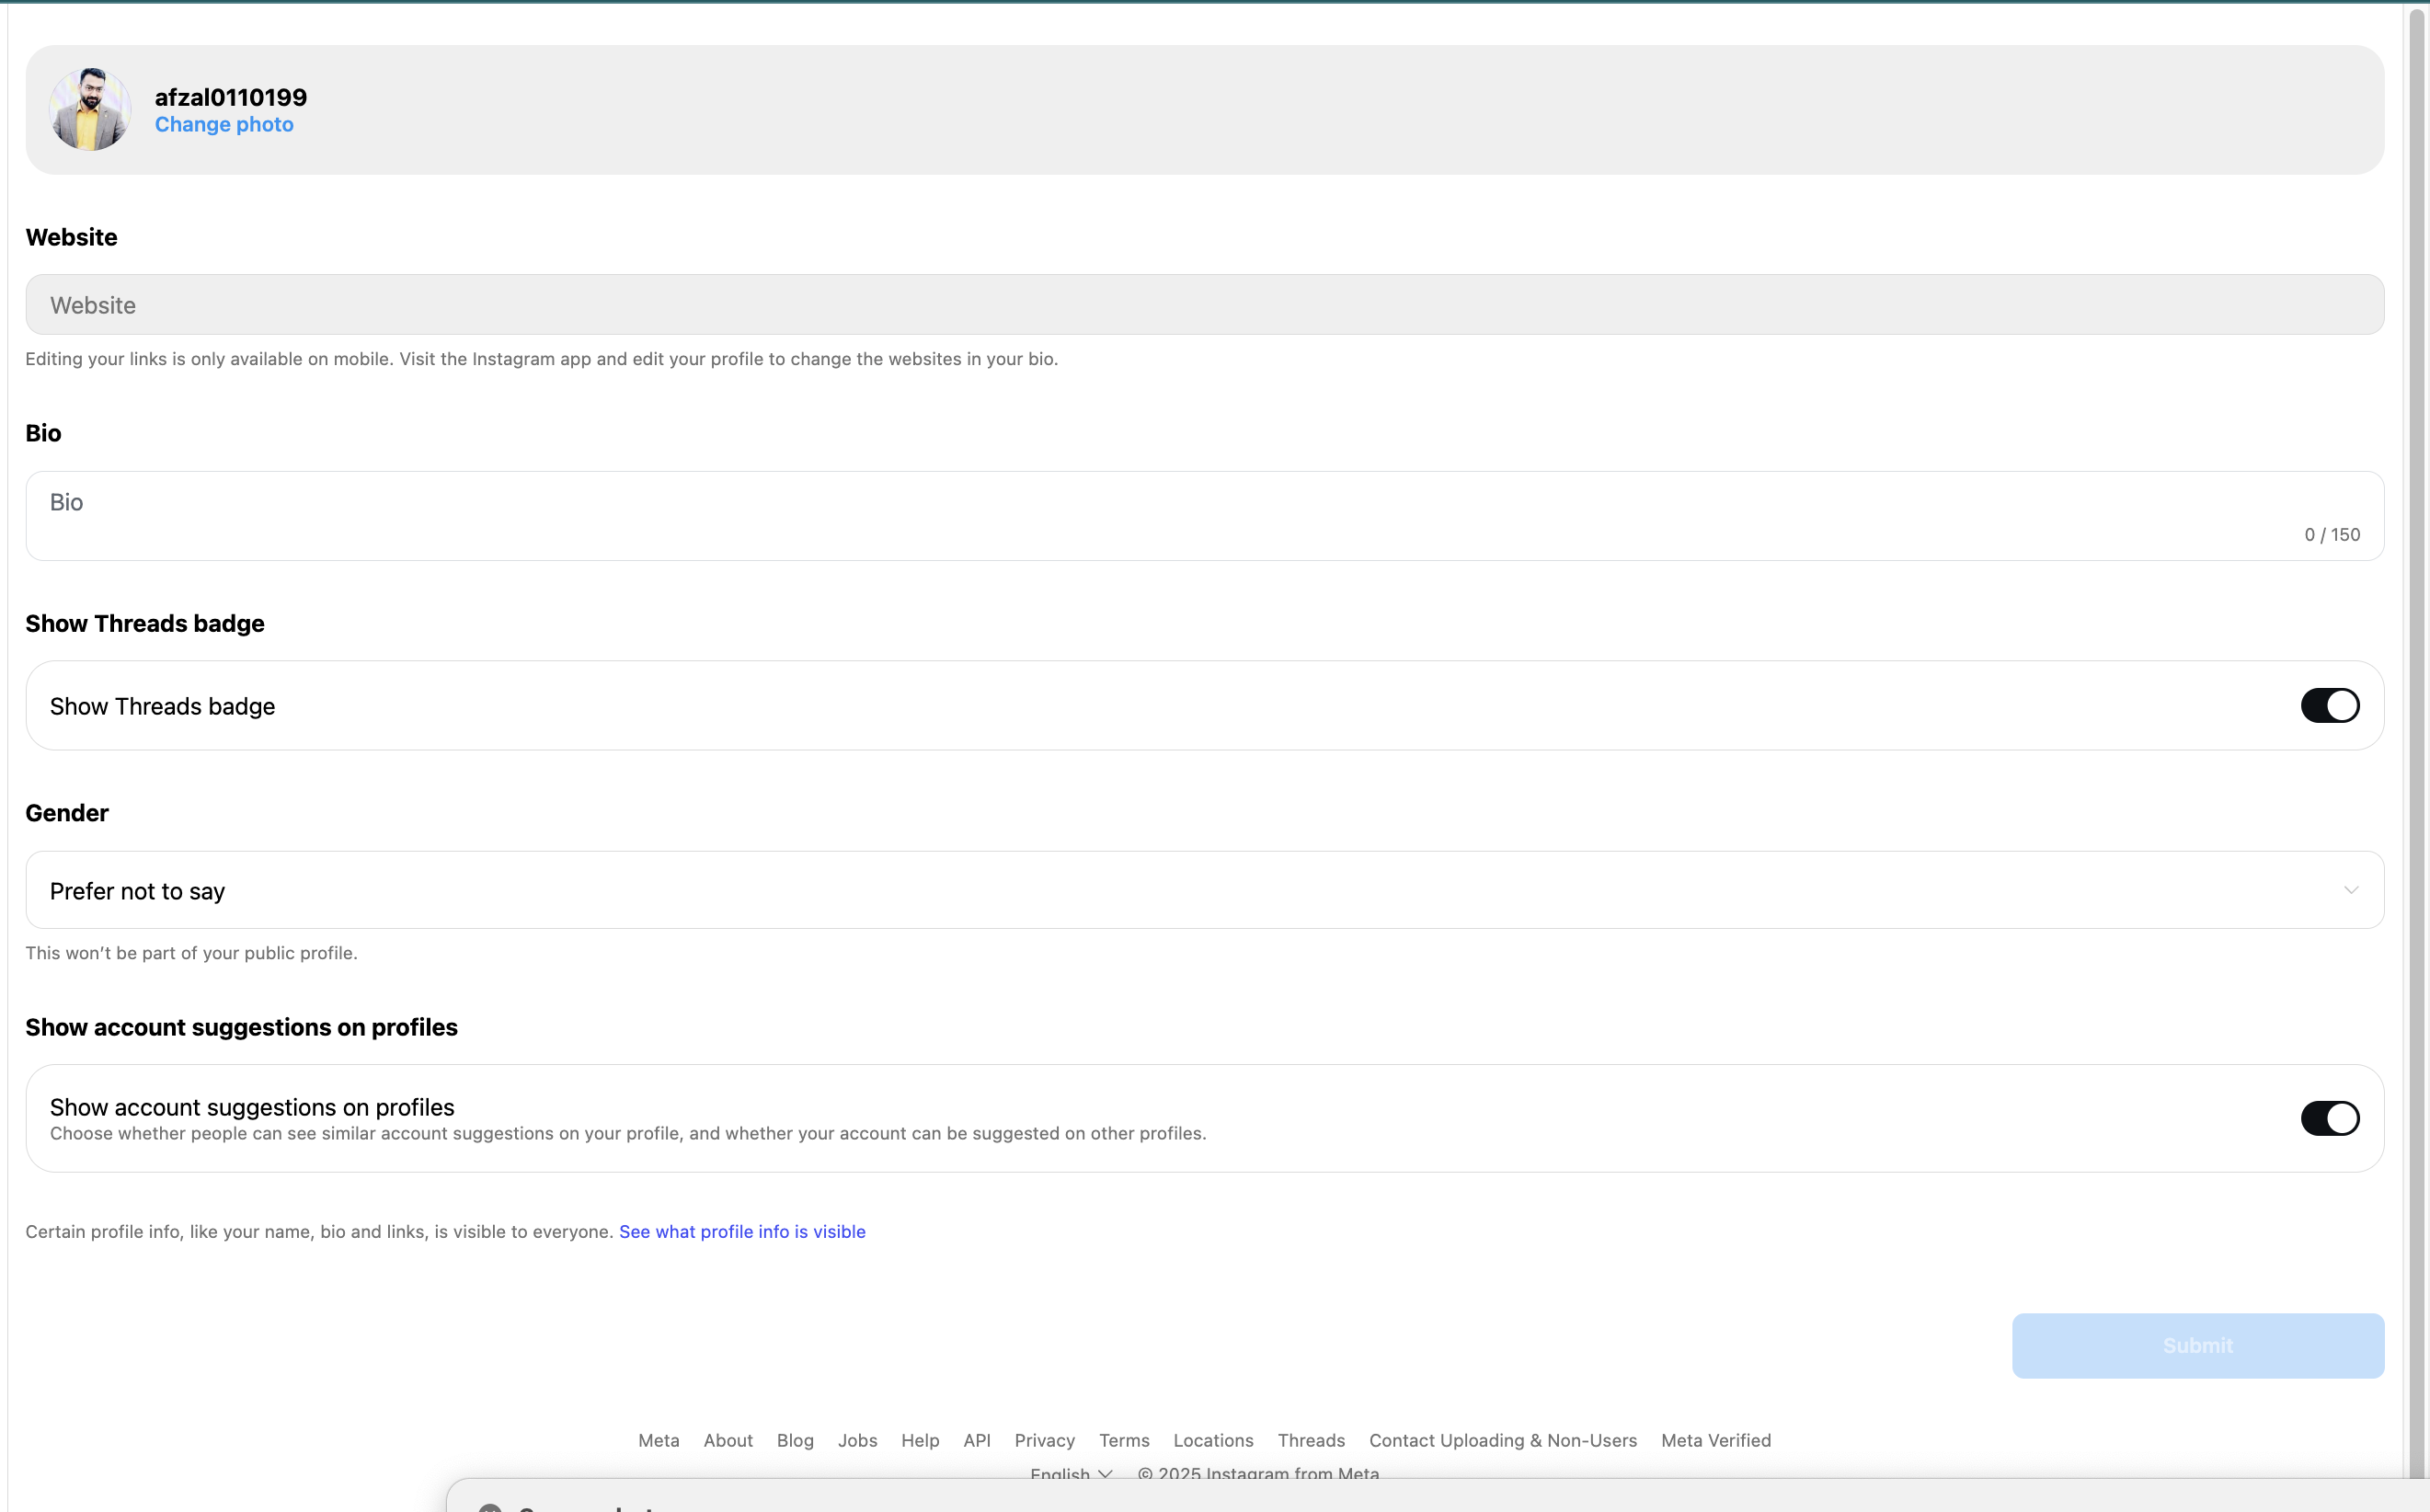 afzal0110199
Change photo
Website
Website
Editing your links is only available on mobile. Visit the Instagram app and edit your profile to change the websites in your bio.
Bio
Bio
0 / 150
Show Threads badge
Show Threads badge
Gender
Prefer not to say
This won’t be part of your public profile.
Show account suggestions on profiles
Show account suggestions on profiles
Choose whether people can see similar account suggestions on your profile, and whether your account can be suggested on other profiles.
Certain profile info, like your name, bio and links, is visible to everyone. See what profile info is visible
Submit
Meta About Blog Jobs Help API Privacy Terms Locations Threads Contact Uploading & Non-Users Meta Verified
English © 2025 Instagram from Meta